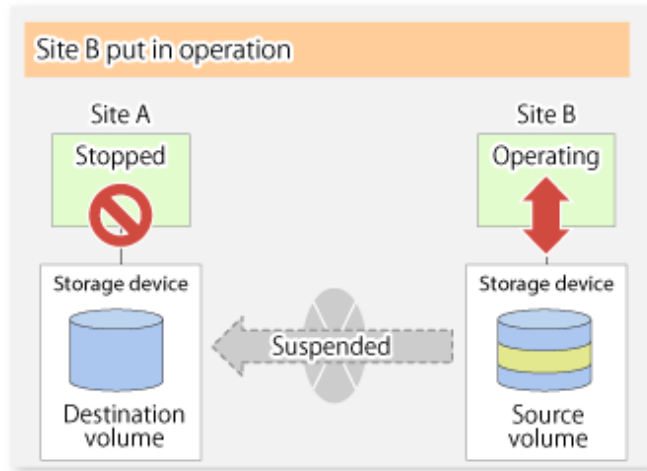 Site B put in operation
Site A
Site B
Stopped
Operating
Storage device
Storage device
Suspended
Destination
volume
Source
volume